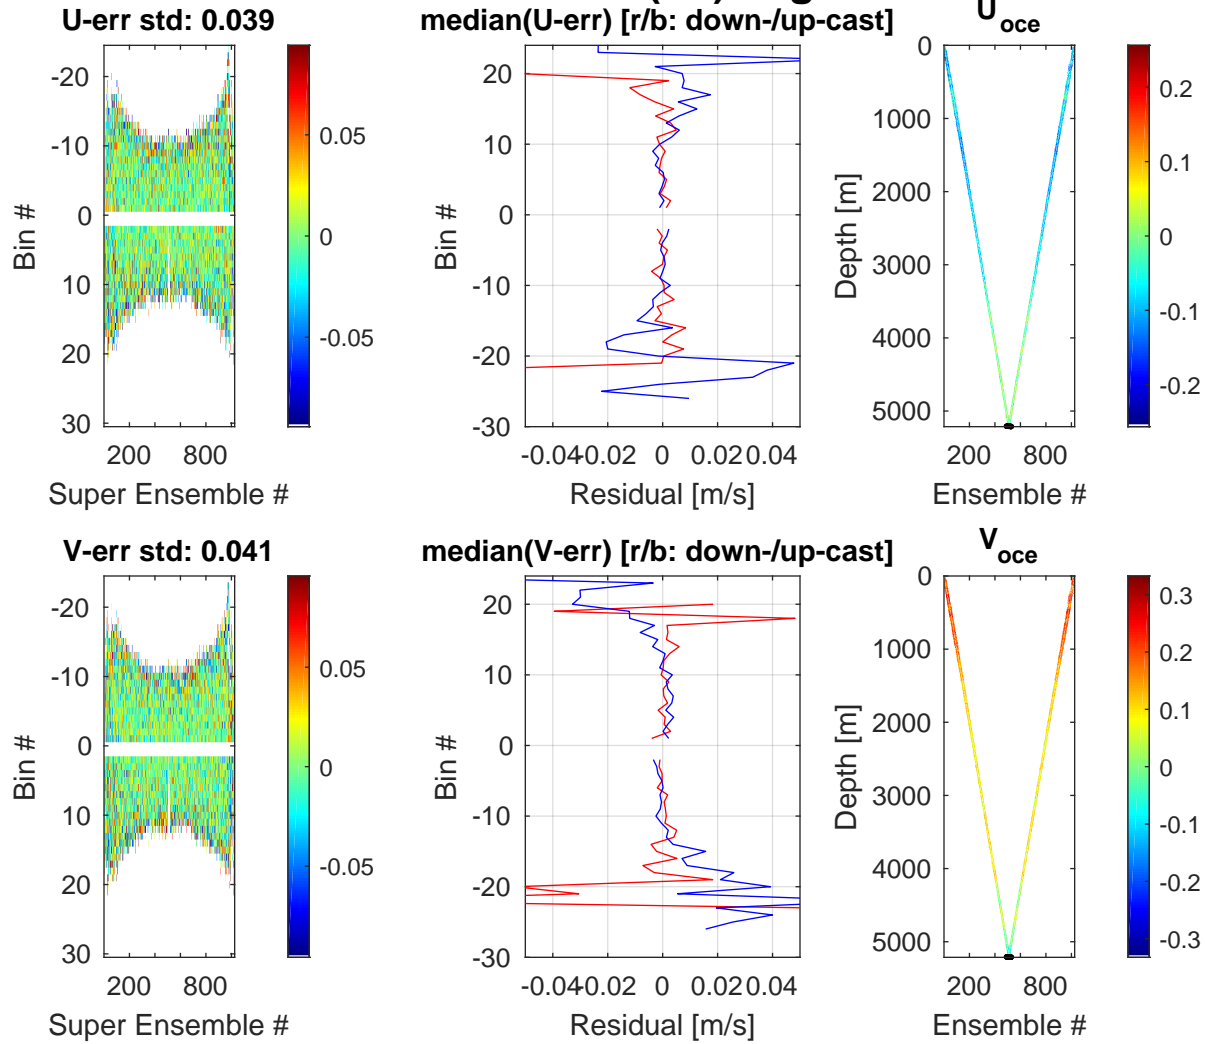 U-err std: 0.039
-20
-10
0
10
20
30
200 800
Super Ensemble #
Bin #
0.05
0
-0.05
median(U-err) [r/b: down-/up-cast]
20
10
0
-10
-20
-30
-0.04 -0.02 0 0.02 0.04
Residual [m/s]
Bin #
U_oce
0
1000
2000
3000
4000
5000
200 800
Ensemble #
Depth [m]
0.2
0.1
0
-0.1
-0.2
V-err std: 0.041
-20
-10
0
10
20
30
200 800
Super Ensemble #
Bin #
0.05
0
-0.05
median(V-err) [r/b: down-/up-cast]
20
10
0
-10
-20
-30
-0.04 -0.02 0 0.02 0.04
Residual [m/s]
Bin #
V_oce
0
1000
2000
3000
4000
5000
200 800
Ensemble #
Depth [m]
0.3
0.2
0.1
0
-0.1
-0.2
-0.3